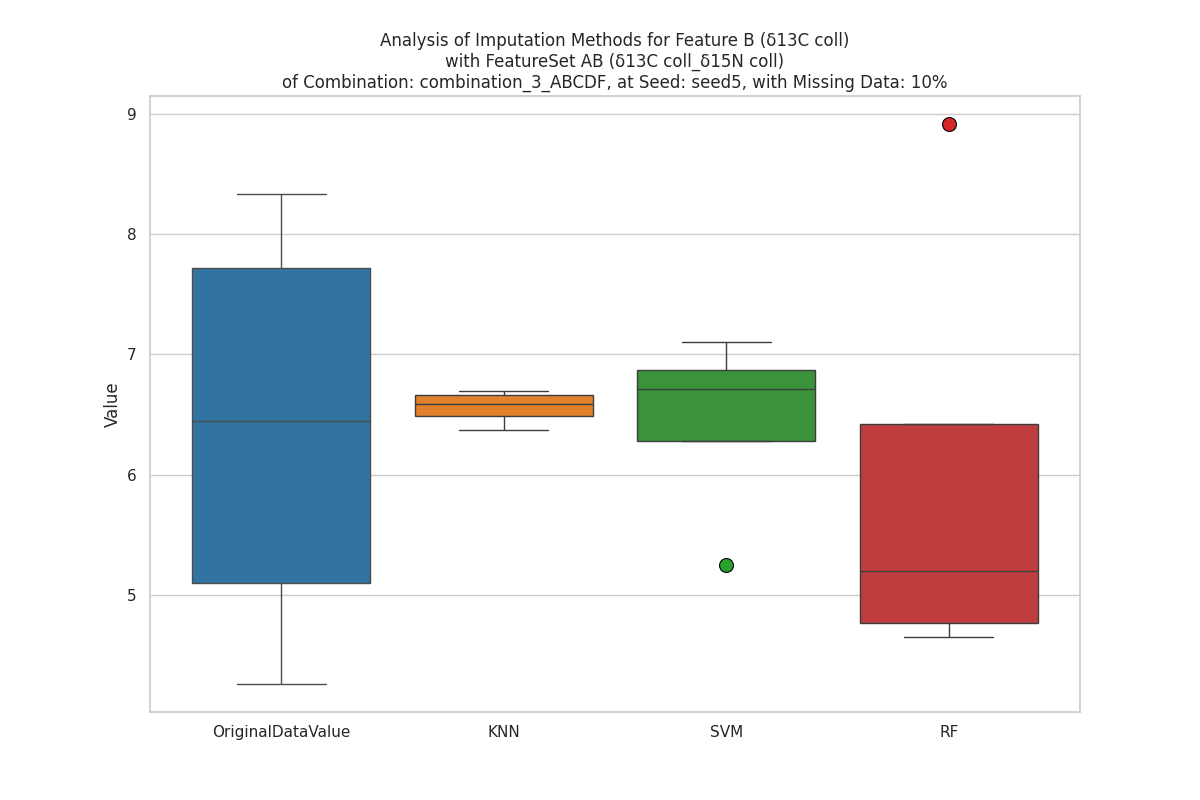 Analysis of Imputation Methods for Feature B (δ13C coll)
with FeatureSet AB (δ13C coll_δ15N coll)
of Combination: combination_3_ABCDF, at Seed: seed5, with Missing Data: 10%
9
8
7
6
5
Value
OriginalDataValue
KNN
SVM
RF